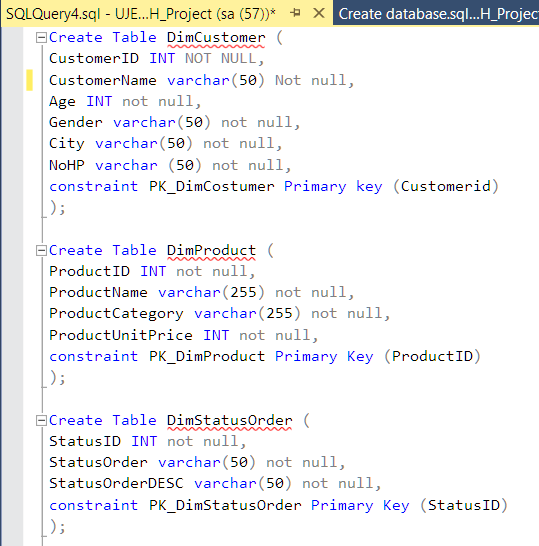 SQLQuery4.sql - UJE...H_Project (sa (57))* Create database.sql...H_Project
Create Table DimCustomer (
CustomerID INT NOT NULL,
CustomerName varchar(50) Not null,
Age INT not null,
Gender varchar(50) not null,
City varchar(50) not null,
NoHP varchar (50) not null,
constraint PK_DimCostumer Primary key (Customerid)
);
Create Table DimProduct (
ProductID INT not null,
ProductName varchar(255) not null,
ProductCategory varchar(255) not null,
ProductUnitPrice INT not null,
constraint PK_DimProduct Primary Key (ProductID)
);
Create Table DimStatusOrder (
StatusID INT not null,
StatusOrder varchar(50) not null,
StatusOrderDESC varchar(50) not null,
constraint PK_DimStatusOrder Primary Key (StatusID)
);